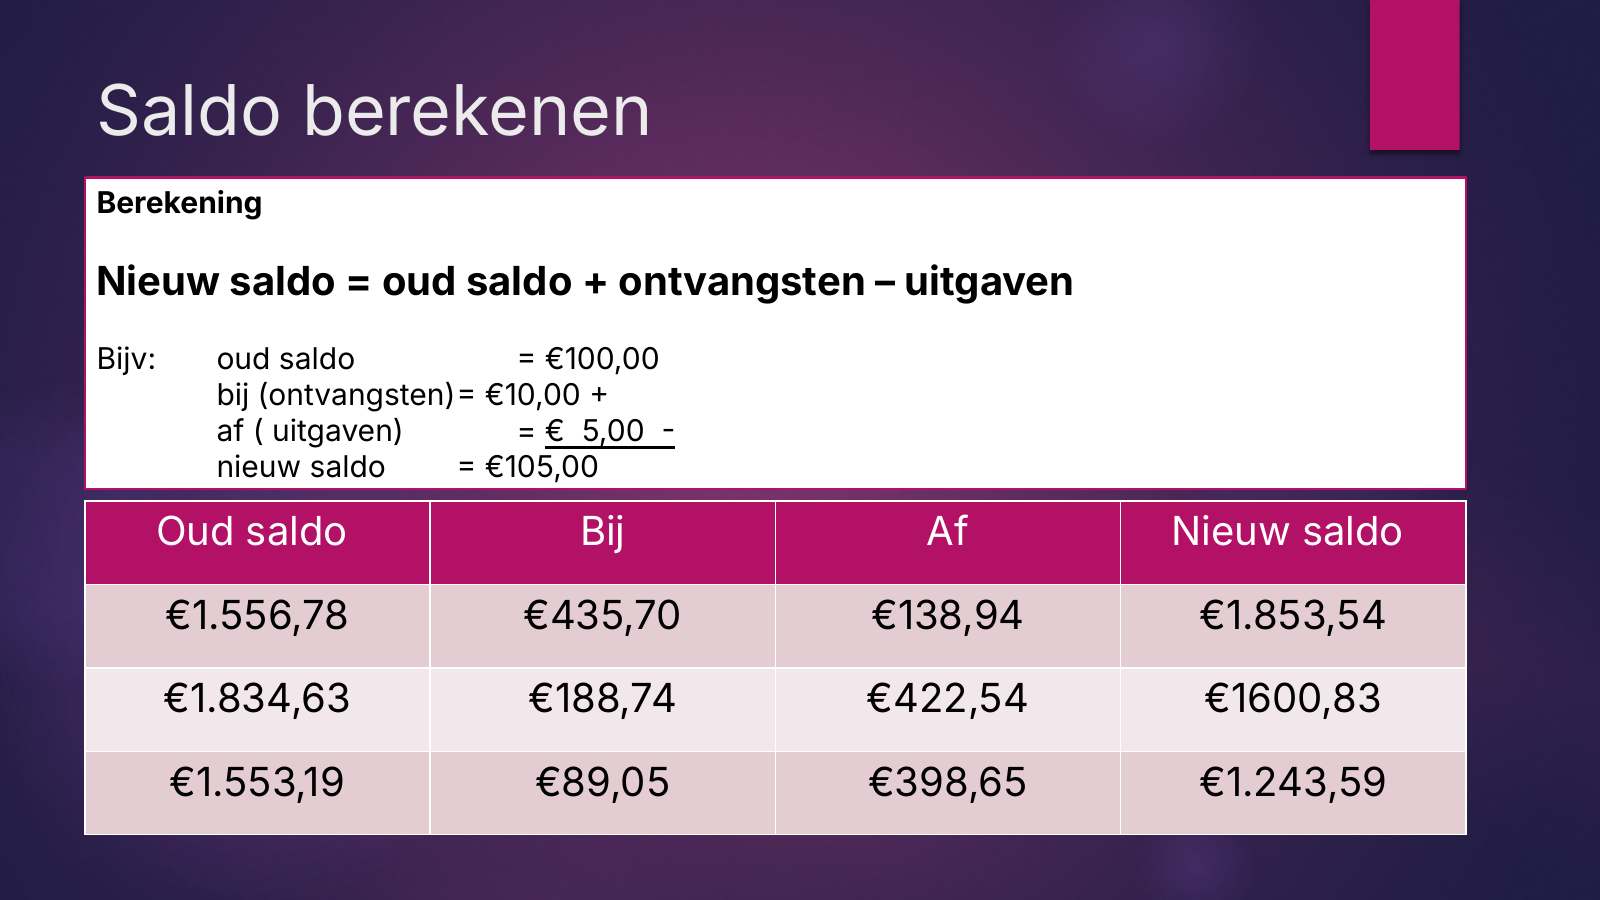 Saldo berekenen
Berekening
Nieuw saldo = oud saldo + ontvangsten – uitgaven
Bijv: oud saldo = €100,00
bij (ontvangsten) = €10,00 +
af ( uitgaven) = € 5,00 -
nieuw saldo = €105,00
Oud saldo Bij Af Nieuw saldo
€1.556,78 €435,70 €138,94 €1.853,54
€1.834,63 €188,74 €422,54 €1600,83
€1.553,19 €89,05 €398,65 €1.243,59